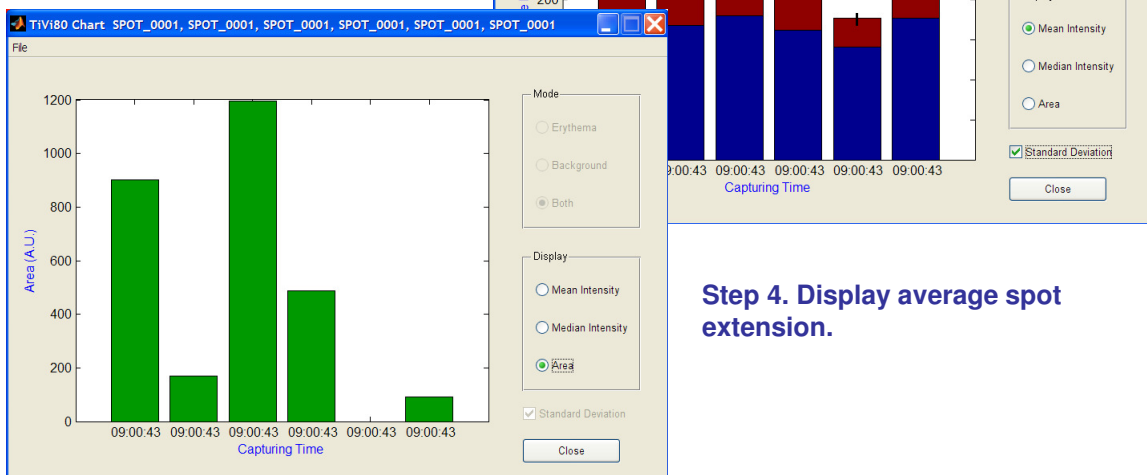 TiVi80 Chart SPOT_0001, SPOT_0001, SPOT_0001, SPOT_0001, SPOT_0001, SPOT_0001
File
1200
1000
800
600
400
200
0
Area (A.U.)
09:00:43 09:00:43 09:00:43 09:00:43 09:00:43 09:00:43
Capturing Time
Mode
Erythema
Background
Both
Display
Mean Intensity
Median Intensity
Area
Standard Deviation
Close
200
09:00:43 09:00:43 09:00:43 09:00:43
Capturing Time
Mean Intensity
Median Intensity
Area
Standard Deviation
Close
Step 4. Display average spot
extension.